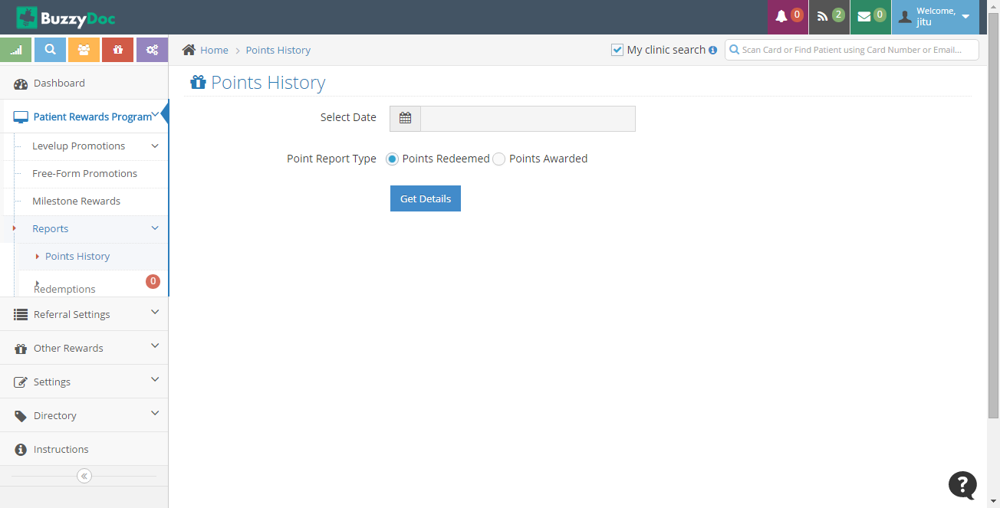 BuzzyDoc
0
2
0
Welcome,
jitu
Home
Points History
My clinic search
Scan Card or Find Patient using Card Number or Email...
Dashboard
Patient Rewards Program
Levelup Promotions
Free-Form Promotions
Milestone Rewards
Reports
Points History
Redemptions
0
Referral Settings
Other Rewards
Settings
Directory
Instructions
Points History
Select Date
Point Report Type
Points Redeemed
Points Awarded
Get Details